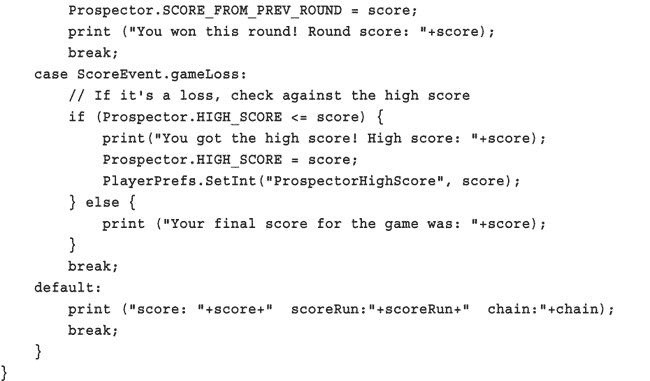 Prospector.SCORE_FROM_PREV_ROUND = score;
print ("You won this round! Round score: "+score);
break;
case ScoreEvent.gameLoss:
// If it's a loss, check against the high score
if (Prospector.HIGH_SCORE <= score) {
print("You got the high score! High score: "+score);
Prospector.HIGH_SCORE = score;
PlayerPrefs.SetInt("ProspectorHighScore", score);
} else {
print ("Your final score for the game was: "+score);
}
break;
default:
print ("score: "+score+"  scoreRun:"+scoreRun+"  chain:"+chain);
break;
}
}